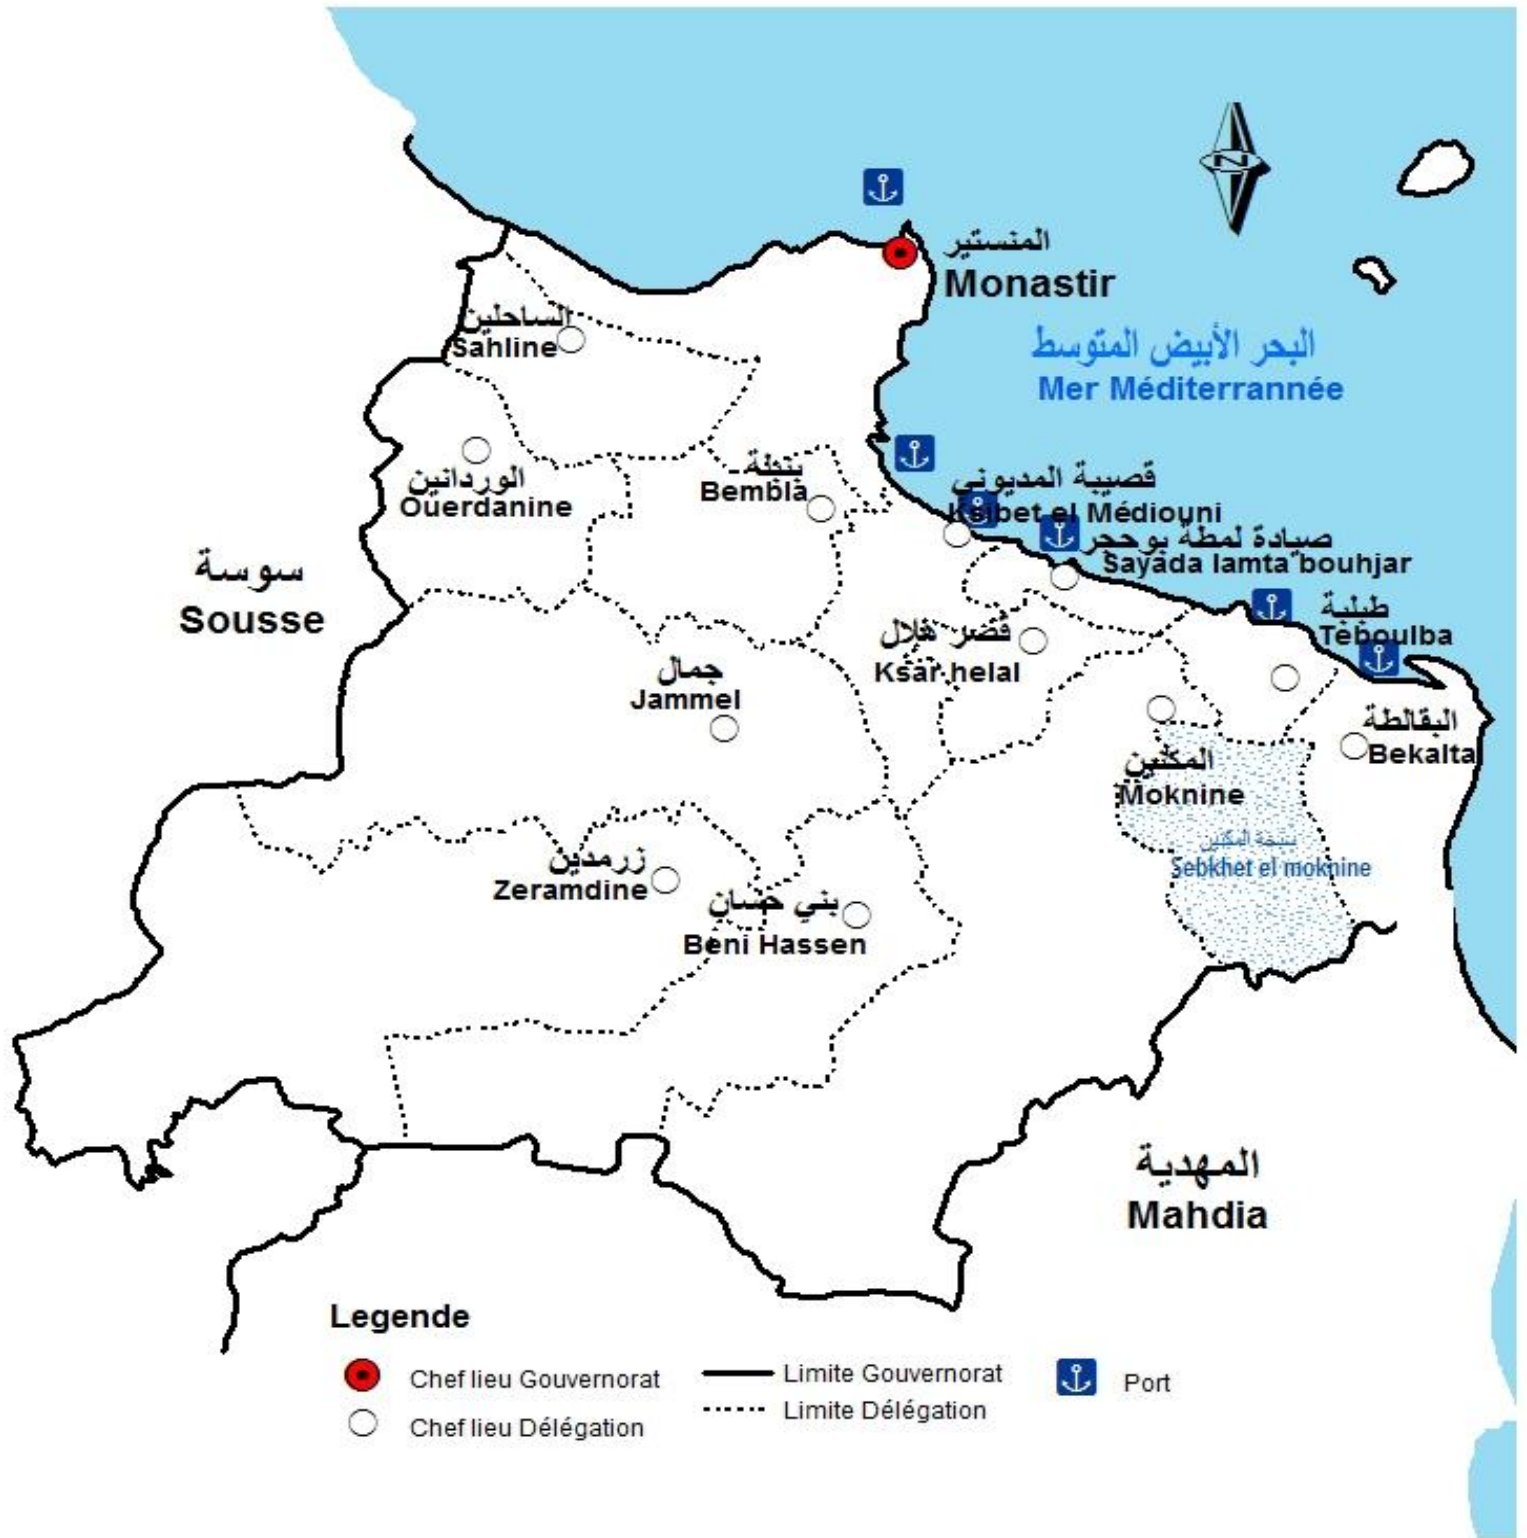 N
المنستير
Monastir
البحر الأبيض المتوسط
Mer Méditerrannée
الساحلين
Sahline
الوردانين
Ouerdanine
بنبلة
Bembla
قصيبة المديوني
Ksibet el Médiouni
صيادة لمطة بوحجر
Sayada lamta bouhjar
سوسة
Sousse
طبلبة
Teboulba
قصر هلال
Ksar helal
جمال
Jammel
البقالطة
Bekalta
المكنين
Moknine
سبخة المكنين
Sebkhet el moknine
زرمدين
Zeramdine
بني حسان
Beni Hassen
المهدية
Mahdia
Legende
Chef lieu Gouvernorat
Limite Gouvernorat
Port
Chef lieu Délégation
Limite Délégation